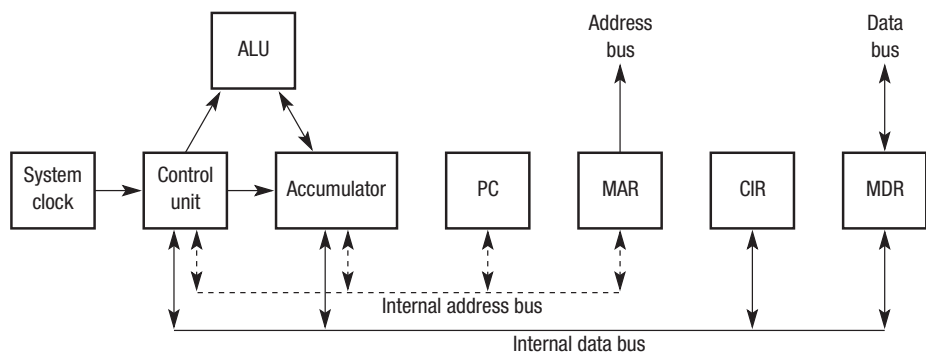 ALU
Address
bus
Data
bus
System
clock
Control
unit
Accumulator
PC
MAR
CIR
MDR
Internal address bus
Internal data bus